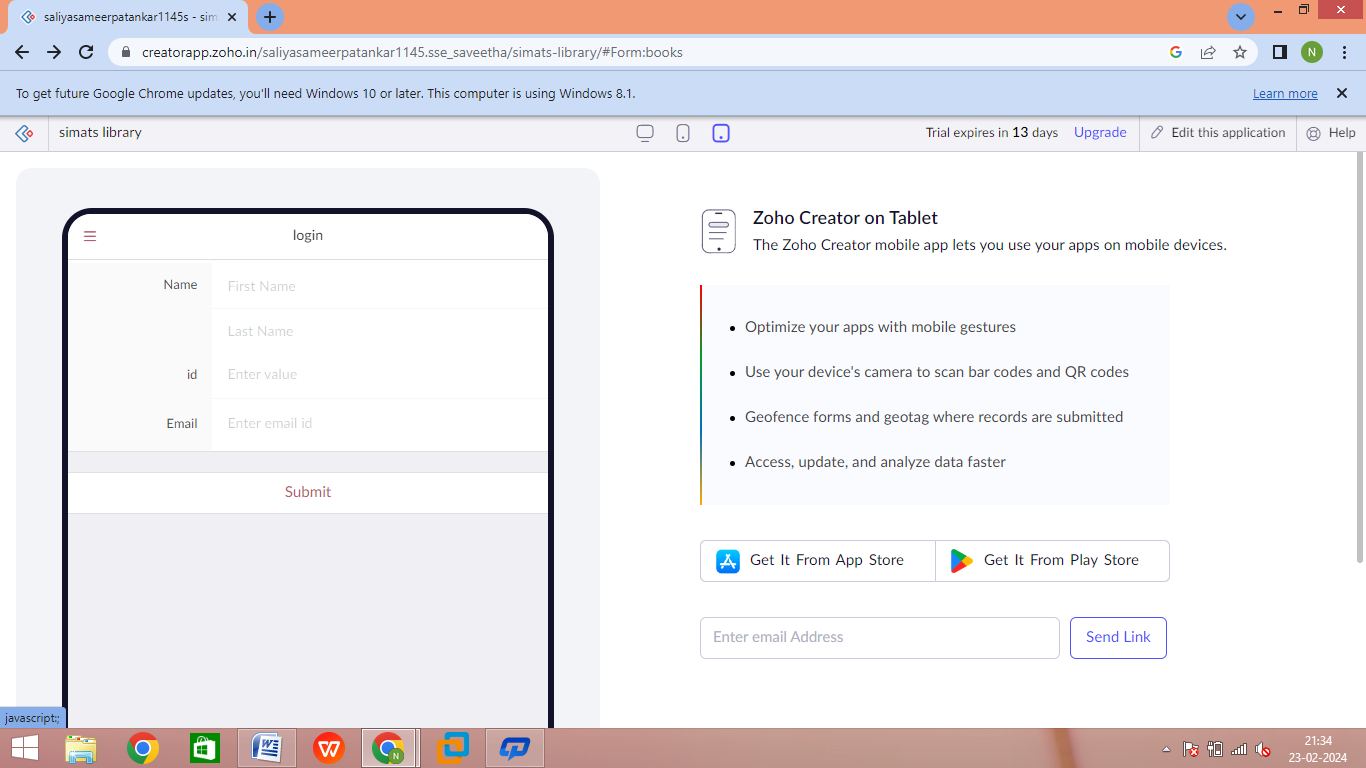 saliyasameerpatankar1145s - sim
creatorapp.zoho.in/saliyasameerpatankar1145.sse_saveetha/simats-library/#Form:books
N
To get future Google Chrome updates, you'll need Windows 10 or later. This computer is using Windows 8.1.
Learn more
simats library
Trial expires in 13 days
Upgrade
Edit this application
Help
login
Name
First Name
Last Name
id
Enter value
Email
Enter email id
Submit
Zoho Creator on Tablet
The Zoho Creator mobile app lets you use your apps on mobile devices.
Optimize your apps with mobile gestures
Use your device's camera to scan bar codes and QR codes
Geofence forms and geotag where records are submitted
Access, update, and analyze data faster
Get It From App Store
Get It From Play Store
Enter email Address
Send Link
javascript:;
N
21:34
23-02-2024